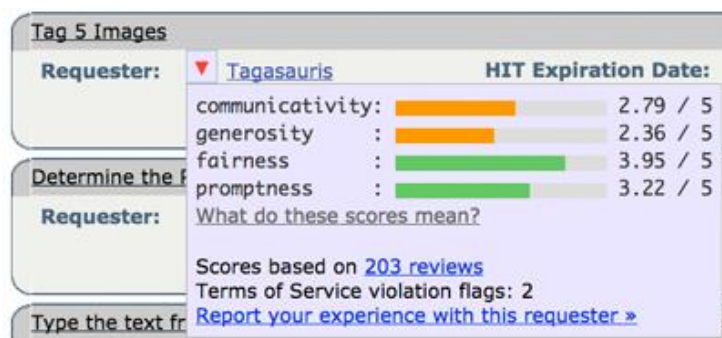 Tag 5 Images
Requester: Tagasauris HIT Expiration Date:
communicativity: 2.79 / 5
generosity : 2.36 / 5
fairness : 3.95 / 5
promptness : 3.22 / 5
What do these scores mean?
Determine the
Requester:
Scores based on 203 reviews
Terms of Service violation flags: 2
Report your experience with this requester »
Type the text